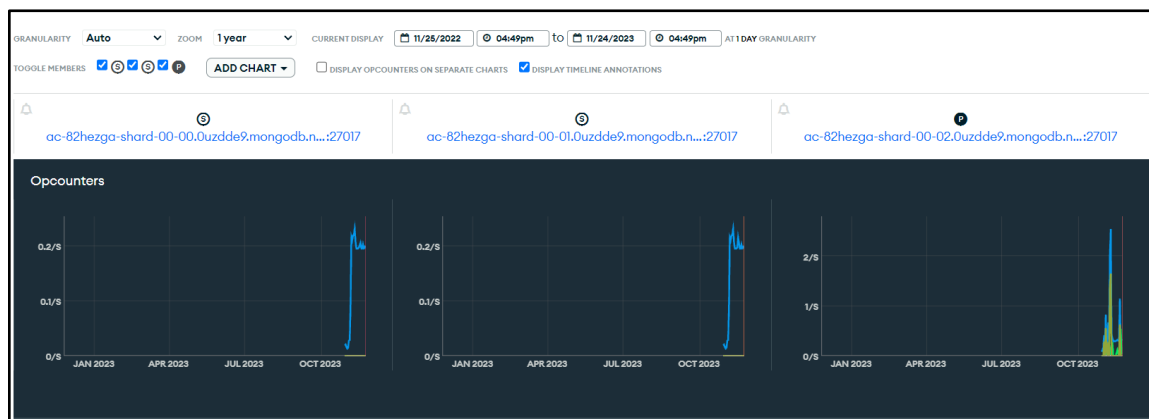 GRANULARITY Auto ZOOM 1 year CURRENT DISPLAY 11/25/2022 04:49pm to 11/24/2023 04:49pm AT 1 DAY GRANULARITY
TOGGLE MEMBERS S S P ADD CHART DISPLAY OPCOUNTERS ON SEPARATE CHARTS DISPLAY TIMELINE ANNOTATIONS
S
ac-82hezga-shard-00-00.0uzdde9.mongodb.n...:27017
S
ac-82hezga-shard-00-01.0uzdde9.mongodb.n...:27017
P
ac-82hezga-shard-00-02.0uzdde9.mongodb.n...:27017
Opcounters
0.2/S
0.1/S
0/S
JAN 2023 APR 2023 JUL 2023 OCT 2023
0.2/S
0.1/S
0/S
JAN 2023 APR 2023 JUL 2023 OCT 2023
2/S
1/S
0/S
JAN 2023 APR 2023 JUL 2023 OCT 2023